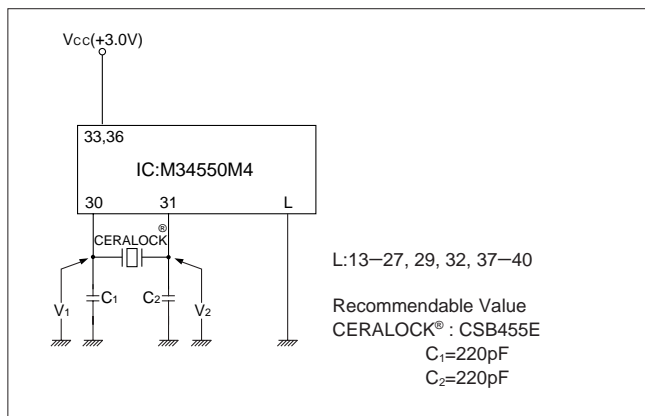 Vcc(+3.0V)
33,36
IC:M34550M4
30 31 L
CERALOCK®
V1 C1 C2 V2
L:13–27, 29, 32, 37–40
Recommendable Value
CERALOCK® : CSB455E
C1=220pF
C2=220pF